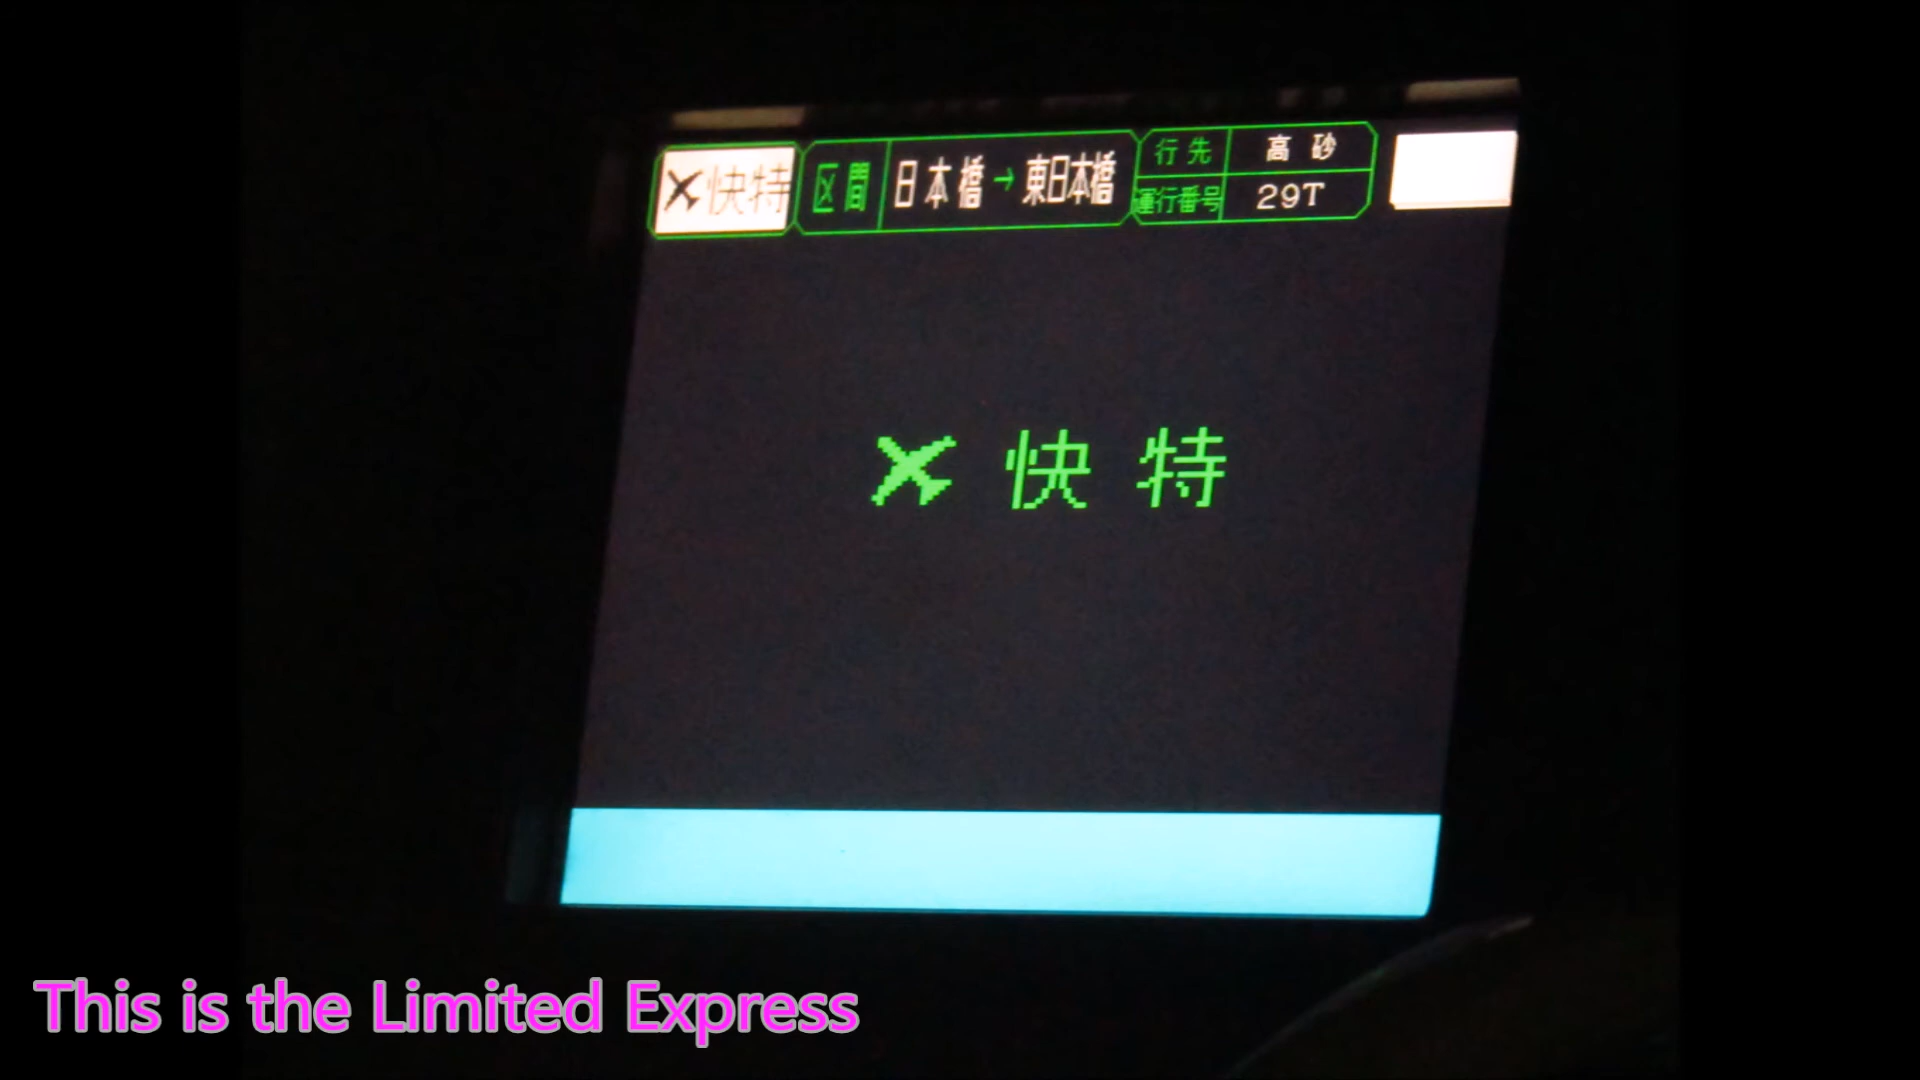 快特 区間 日本橋→東日本橋 行先 高砂
運行番号 29T
快特
This is the Limited Express